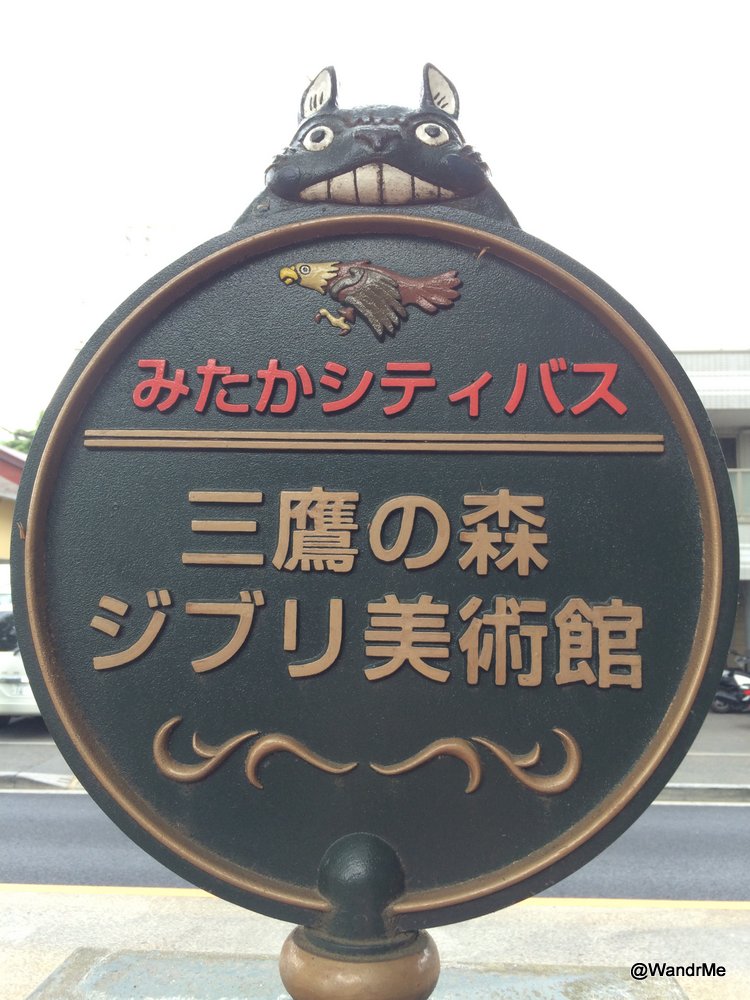 みたかシティバス
三鷹の森
ジブリ美術館
@WandrMe